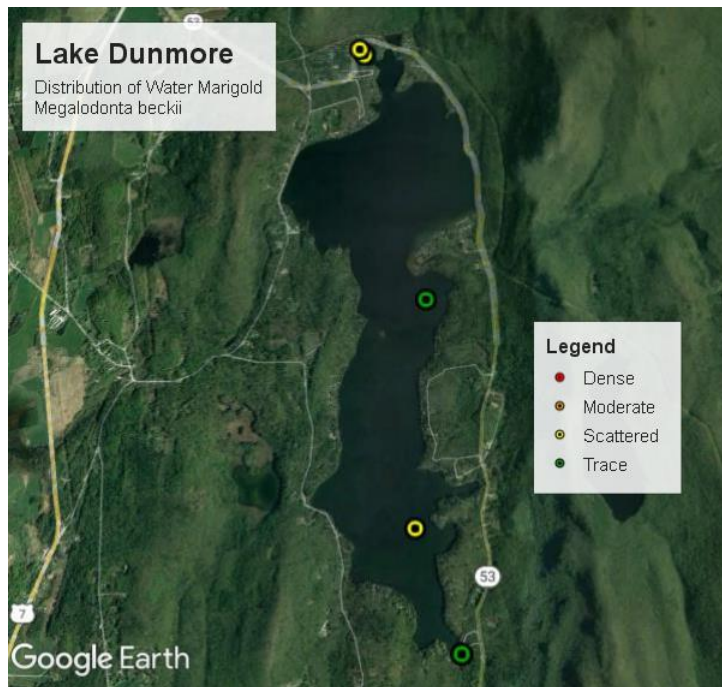 53
Lake Dunmore
Distribution of Water Marigold
Megalodonta beckii
Legend
Dense
Moderate
Scattered
Trace
53
7
Google Earth